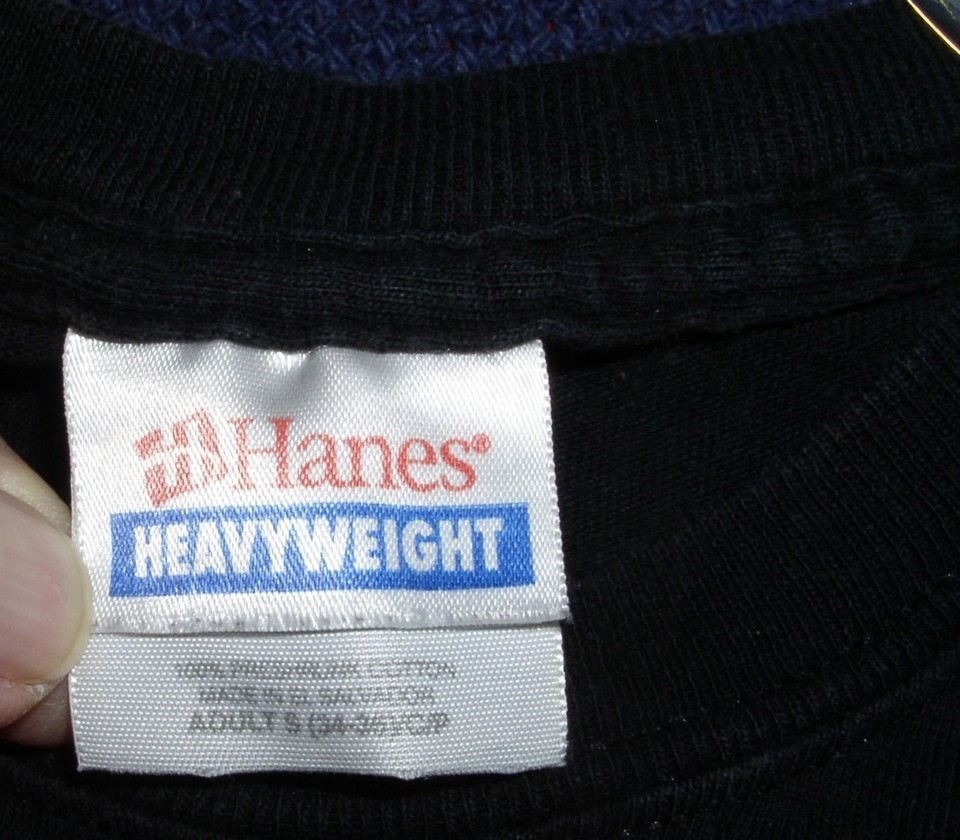 Hanes®
HEAVYWEIGHT
100% PRESHRUNK COTTON
MADE IN EL SALVADOR
ADULT S (34-36)/C/P